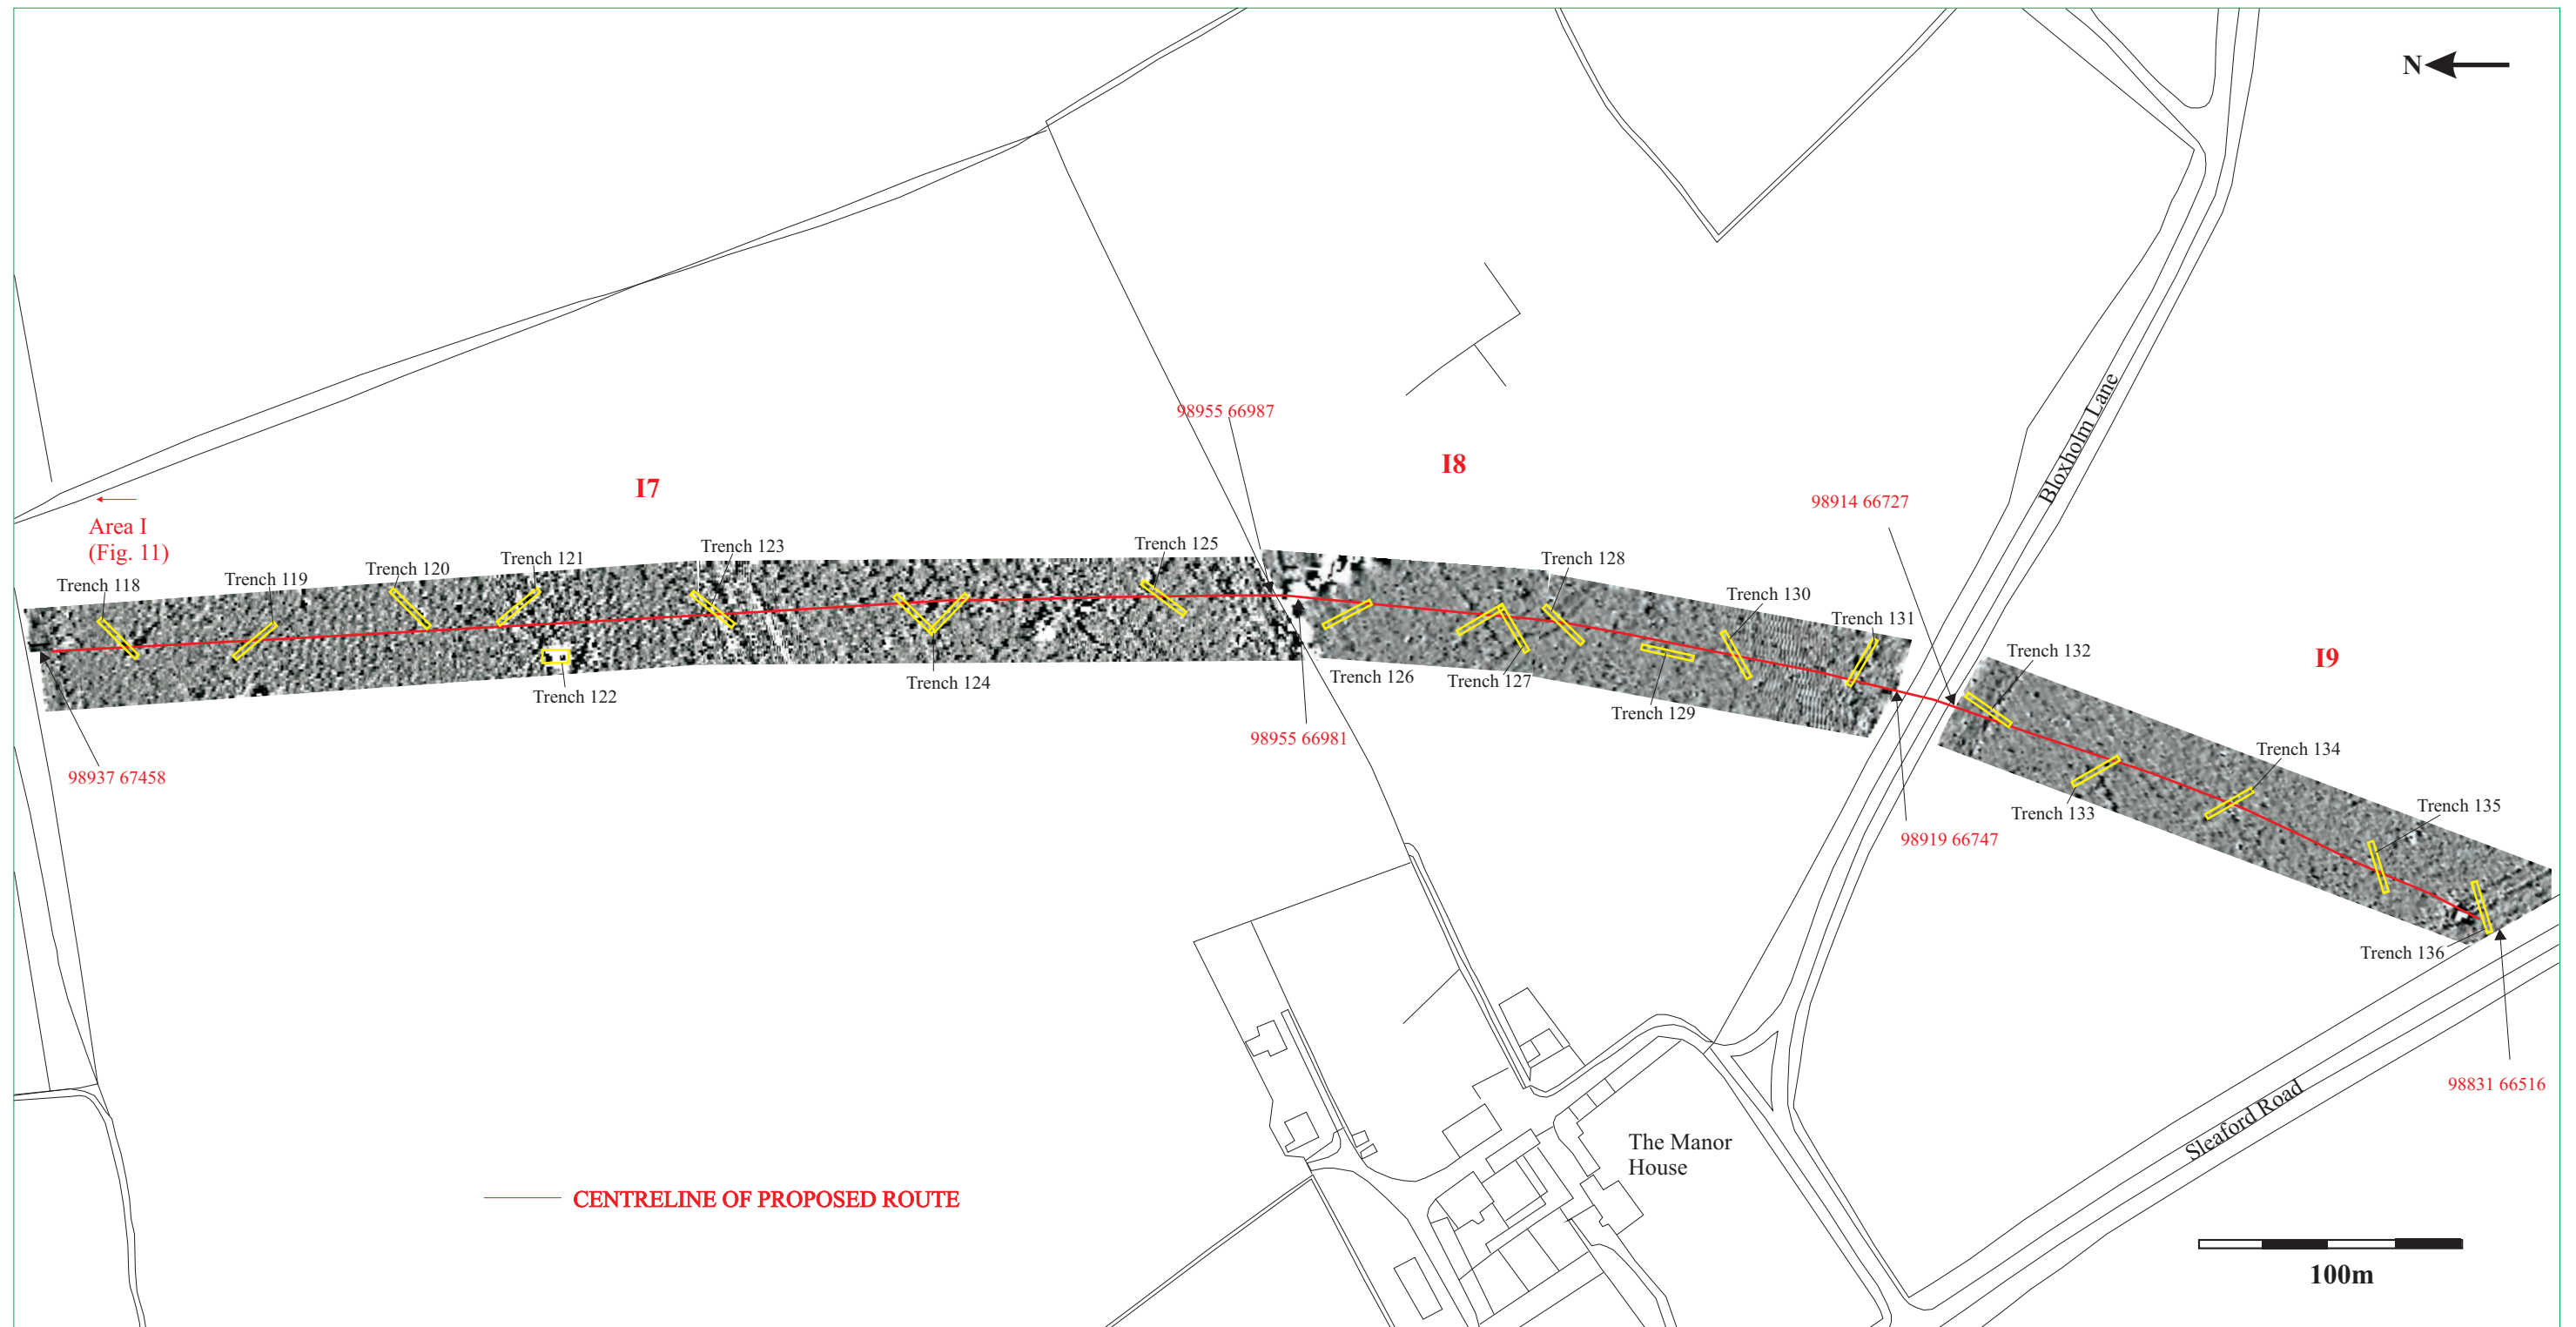 N
Bloxholm Lane
98955 66987
I8
I7
98914 66727
Area I
(Fig. 11)
Trench 118
Trench 119
Trench 120
Trench 121
Trench 123
Trench 125
Trench 128
Trench 130
Trench 131
Trench 132
I9
Trench 122
Trench 124
Trench 126
Trench 127
Trench 129
98955 66981
98937 67458
Trench 134
Trench 133
Trench 135
98919 66747
Trench 136
98831 66516
Sleaford Road
The Manor
House
CENTRELINE OF PROPOSED ROUTE
100m